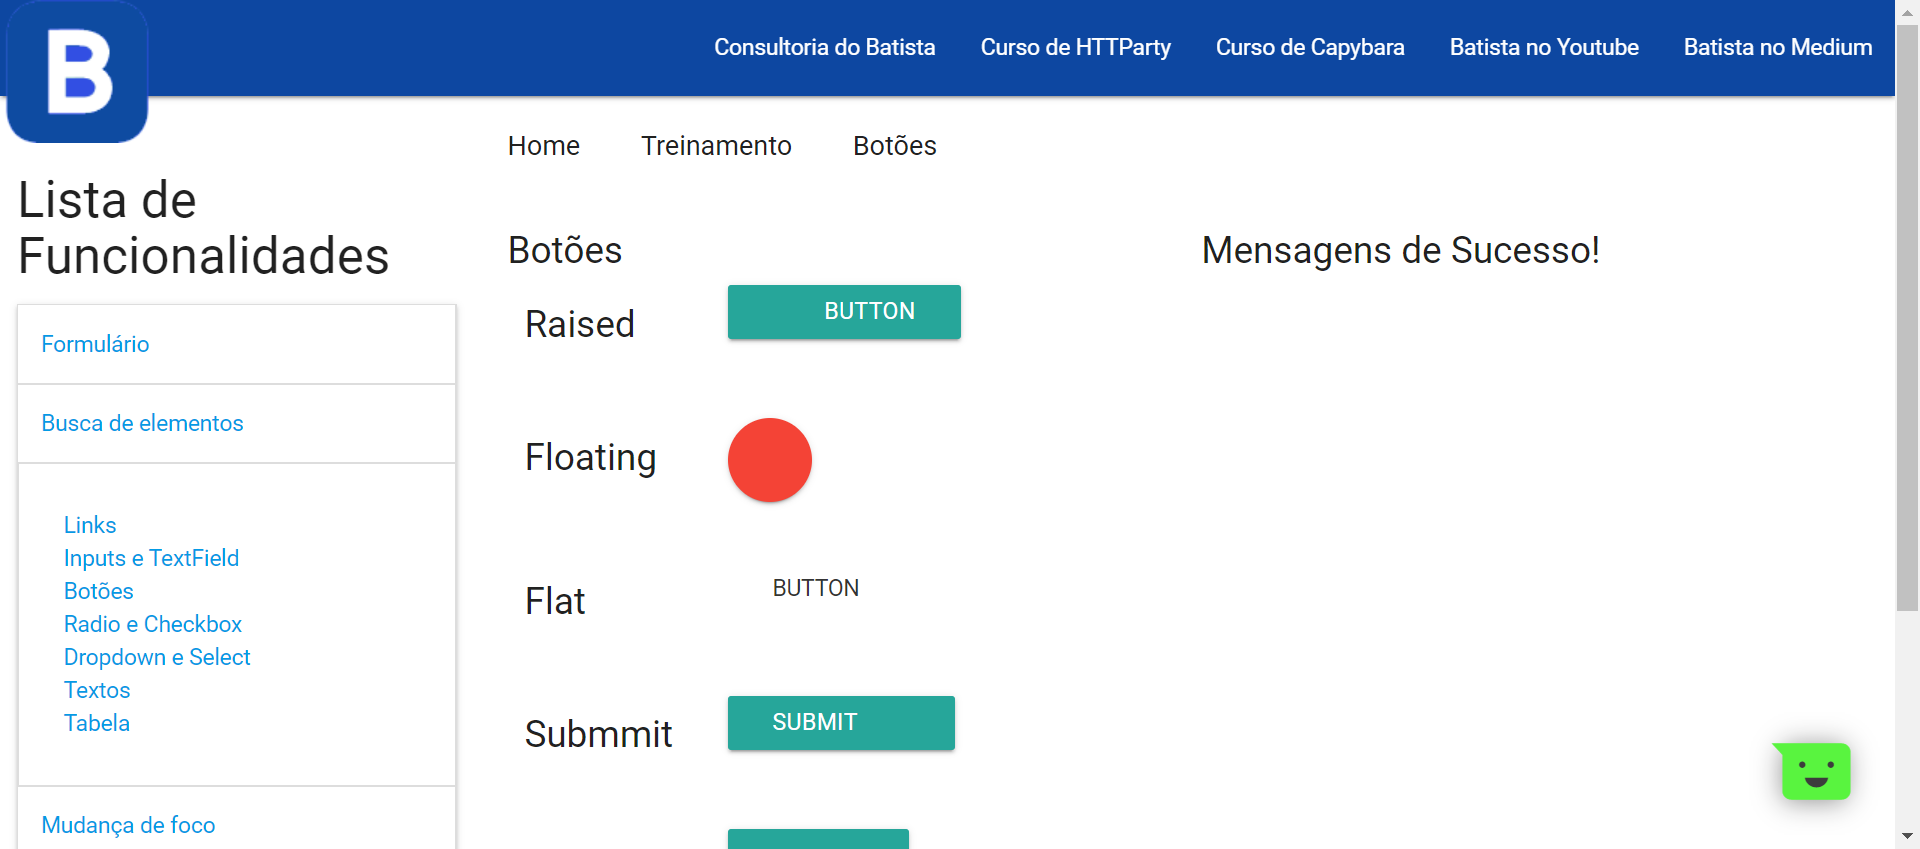 B
Consultoria do Batista
Curso de HTTParty
Curso de Capybara
Batista no Youtube
Batista no Medium
Home
Treinamento
Botões
Lista de
Funcionalidades
Formulário
Busca de elementos
Links
Inputs e TextField
Botões
Radio e Checkbox
Dropdown e Select
Textos
Tabela
Mudança de foco
Botões
Raised
BUTTON
Floating
Flat
BUTTON
Submmit
SUBMIT
Mensagens de Sucesso!